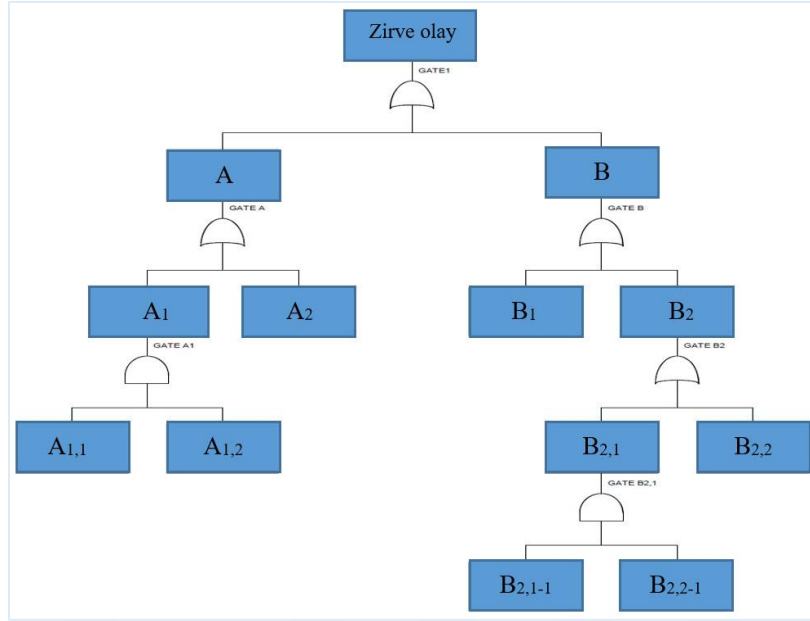 Zirve olay
GATE1
A
B
GATE A
GATE B
A1
A2
B1
B2
GATE A1
GATE B2
A1,1
A1,2
B2,1
B2,2
GATE B2,1
B2,1-1
B2,2-1